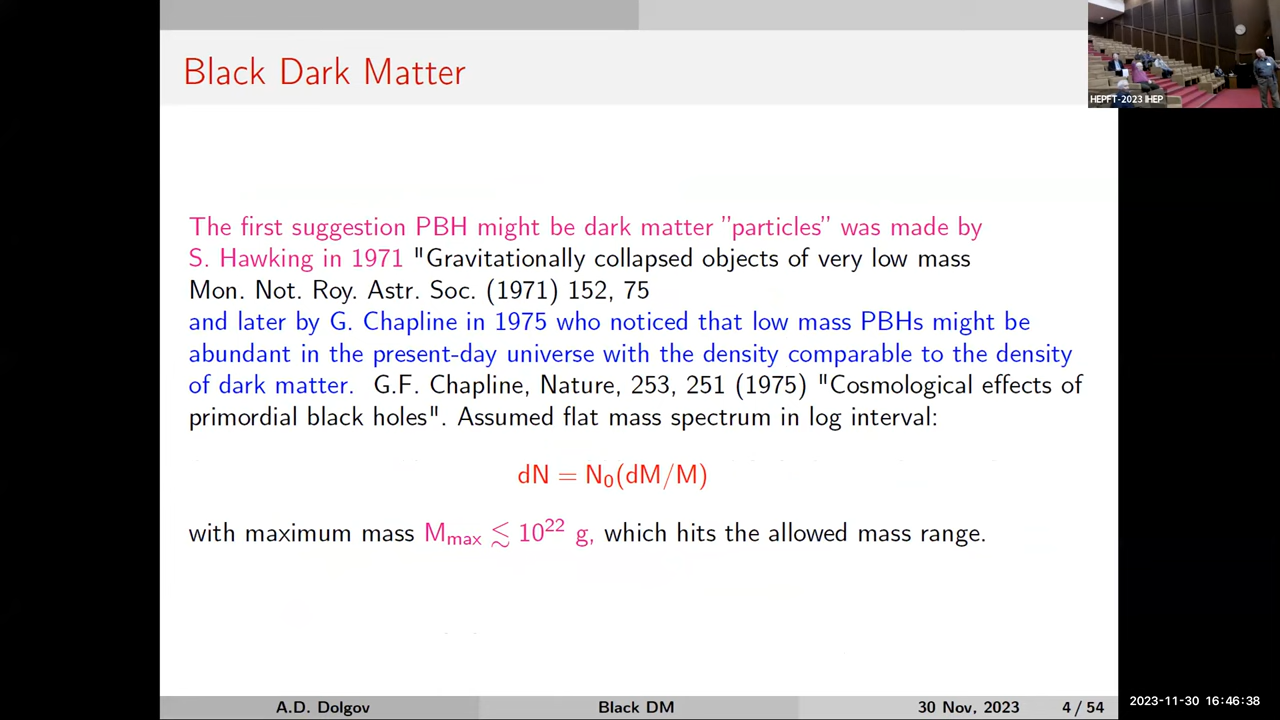 Black Dark Matter
HEPFT-2023 IHEP
The first suggestion PBH might be dark matter ”particles” was made by
S. Hawking in 1971 "Gravitationally collapsed objects of very low mass
Mon. Not. Roy. Astr. Soc. (1971) 152, 75
and later by G. Chapline in 1975 who noticed that low mass PBHs might be
abundant in the present-day universe with the density comparable to the density
of dark matter. G.F. Chapline, Nature, 253, 251 (1975) "Cosmological effects of
primordial black holes". Assumed flat mass spectrum in log interval:
dN = N₀(dM/M)
with maximum mass M_max ≲ 10²² g, which hits the allowed mass range.
A.D. Dolgov Black DM 30 Nov, 2023 4 / 54
2023-11-30 16:46:38